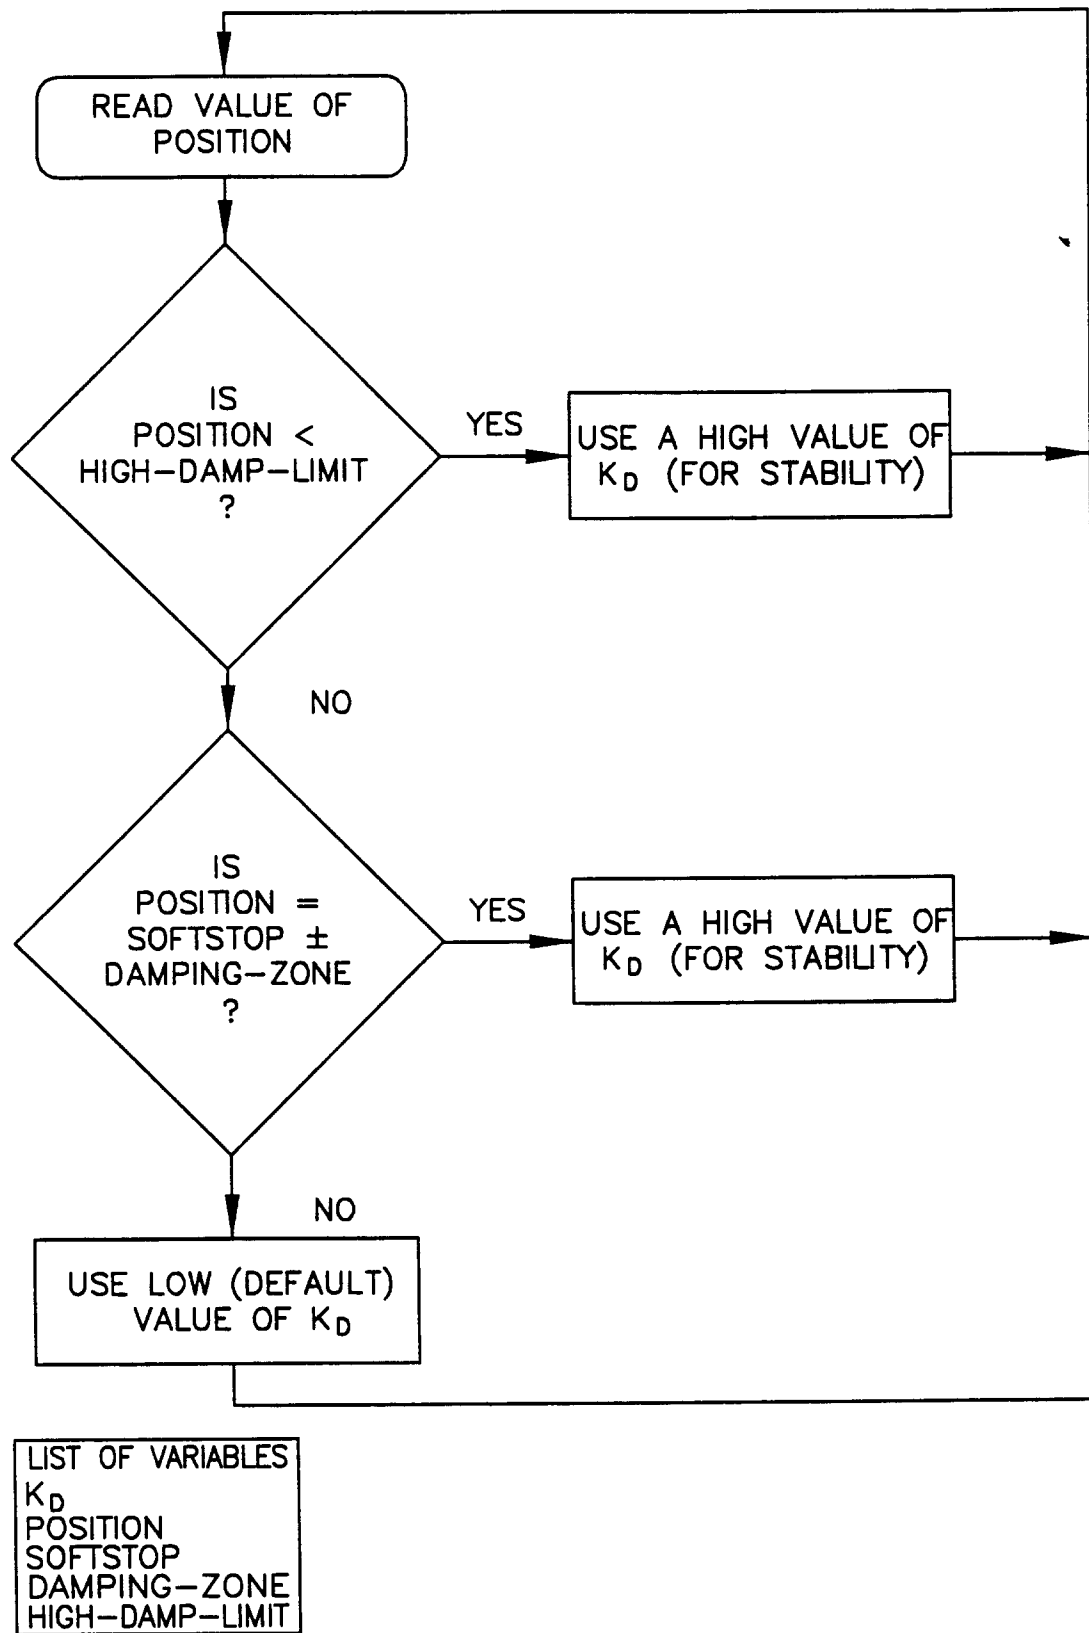 READ VALUE OF
POSITION
IS
POSITION <
HIGH-DAMP-LIMIT
?
YES
USE A HIGH VALUE OF
KD (FOR STABILITY)
NO
IS
POSITION =
SOFTSTOP ±
DAMPING-ZONE
?
YES
USE A HIGH VALUE OF
KD (FOR STABILITY)
NO
USE LOW (DEFAULT)
VALUE OF KD
LIST OF VARIABLES
KD
POSITION
SOFTSTOP
DAMPING-ZONE
HIGH-DAMP-LIMIT